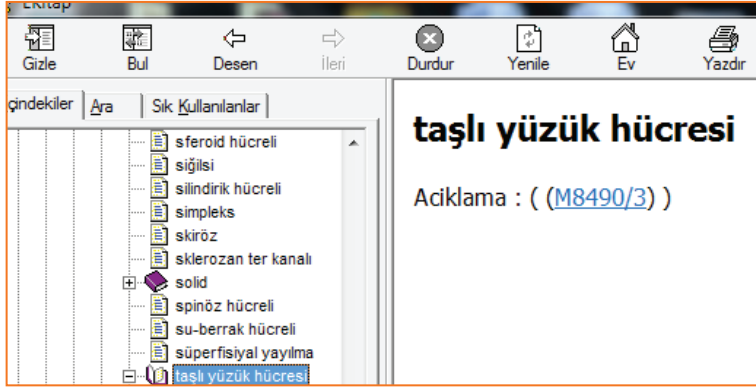 Ekitap
Gizle Bul Desen İleri Durdur Yenile Ev Yazdır
çindekiler Ara Sık Kullanılanlar
sferoid hücreli
siğilsi
silindirik hücreli
simpleks
skiröz
sklerozan ter kanalı
solid
spinöz hücreli
su-berrak hücreli
süperfisiyal yayılma
taşlı yüzük hücresi
taşlı yüzük hücresi
Aciklama : ( (M8490/3) )